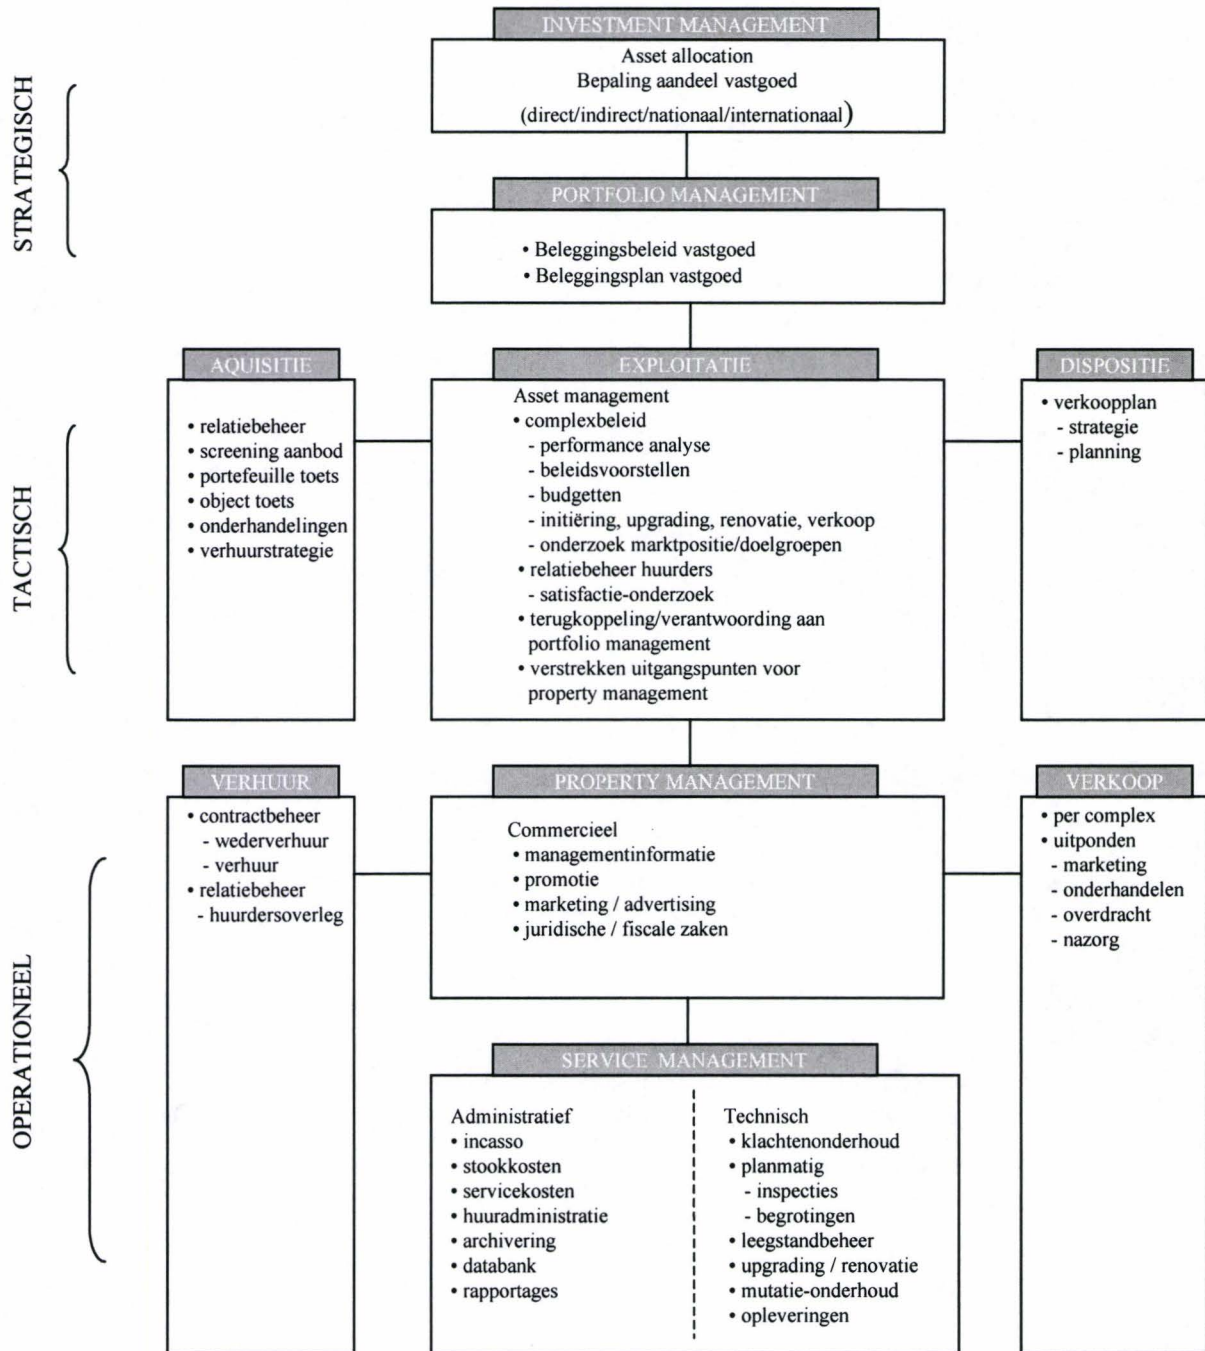 INVESTMENT MANAGEMENT
Asset allocation
Bepaling aandeel vastgoed
(direct/indirect/nationaal/internationaal)
STRATEGISCH
PORTFOLIO MANAGEMENT
• Beleggingsbeleid vastgoed
• Beleggingsplan vastgoed
TACTISCH
AQUISITIE
• relatiebeheer
• screening aanbod
• portefeuille toets
• object toets
• onderhandelingen
• verhuurstrategie
EXPLOITATIE
Asset management
• complexbeleid
- performance analyse
- beleidsvoorstellen
- budgetten
- initiëring, upgrading, renovatie, verkoop
- onderzoek marktpositie/doelgroepen
• relatiebeheer huurders
- satisfactie-onderzoek
• terugkoppeling/verantwoording aan
portfolio management
• verstrekken uitgangspunten voor
property management
DISPOSITIE
• verkoopplan
- strategie
- planning
OPERATIONEEL
VERHUUR
• contractbeheer
- wederverhuur
- verhuur
• relatiebeheer
- huurdersoverleg
PROPERTY MANAGEMENT
Commercieel
• managementinformatie
• promotie
• marketing / advertising
• juridische / fiscale zaken
VERKOOP
• per complex
• uitponden
- marketing
- onderhandelen
- overdracht
- nazorg
SERVICE MANAGEMENT
Administratief
• incasso
• stookkosten
• servicekosten
• huuradministratie
• archivering
• databank
• rapportages
Technisch
• klachtenonderhoud
• planmatig
- inspecties
- begrotingen
• leegstandbeheer
• upgrading / renovatie
• mutatie-onderhoud
• opleveringen